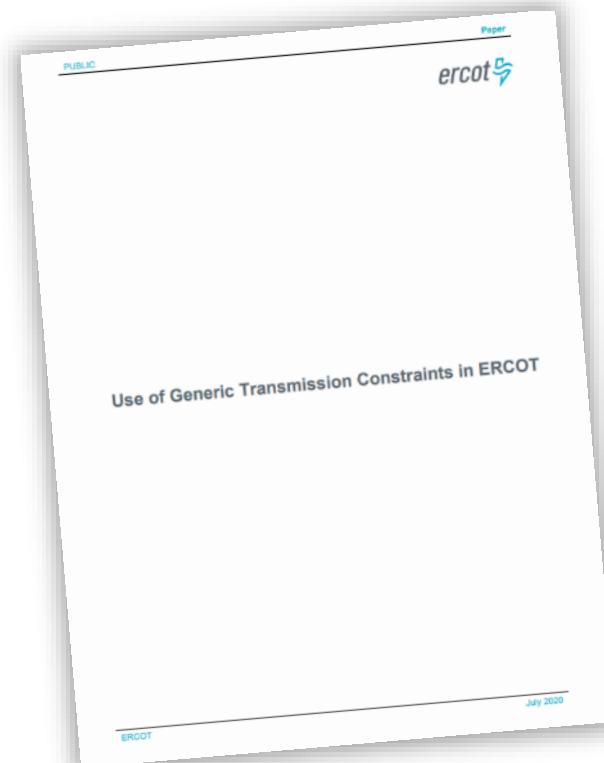 PUBLIC
Paper
ercot
Use of Generic Transmission Constraints in ERCOT
ERCOT
July 2020